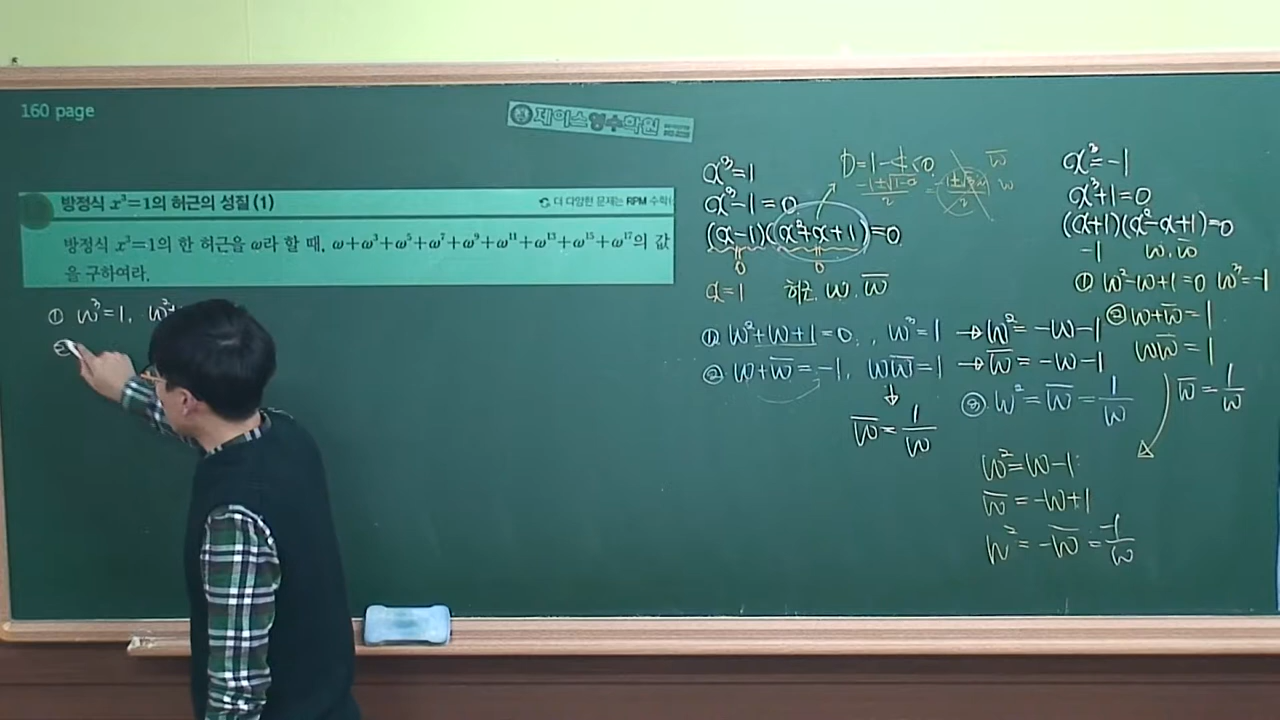 160 page
제이스영수학원
방정식 x³=1의 허근의 성질 (1)
더 다양한 문제는 RPM 수학
방정식 x³=1의 한 허근을 ω라 할 때, ω+ω³+ω⁵+ω⁷+ω⁹+ω¹¹+ω¹³+ω¹⁵+ω¹⁷의 값
을 구하여라.
① ω³=1, ω²
②
x³=1
x³-1=0
(x-1)(x²+x+1)=0
0 0
x=1 허근 ω, ω̅
D=1-4<0
ω̅
ω
① ω²+ω+1=0, ω³=1 → ω²=-ω-1
② ω+ω̅=-1, ωω̅=1 → ω̅=-ω-1
ω̅=1/ω
③ ω²=ω̅=1/ω
x³=-1
x³+1=0
(x+1)(x²-x+1)=0
-1 ω, ω̅
① ω²-ω+1=0 ω³=-1
② ω+ω̅=1
ωω̅=1
ω̅=1/ω
ω²=ω-1
ω̅=-ω+1
ω²=-ω̅=-1/ω